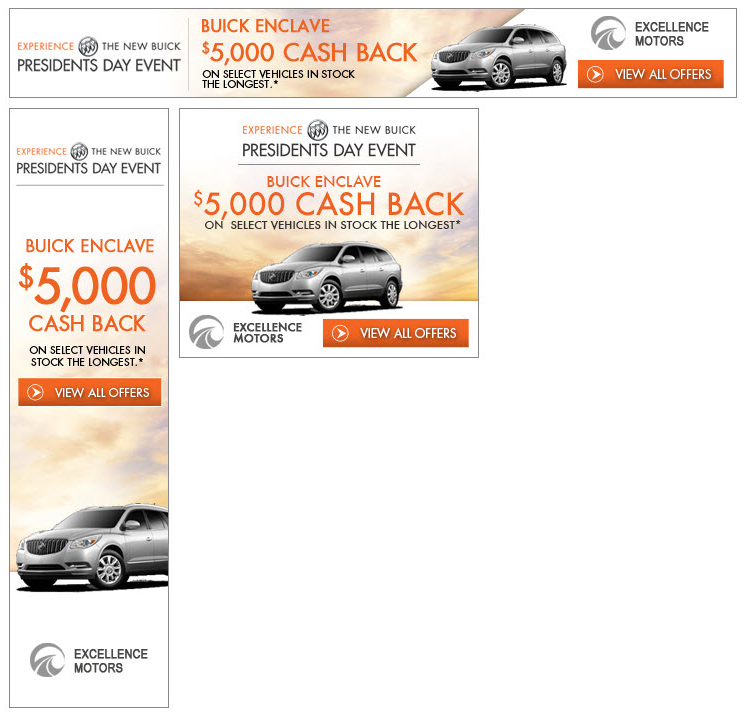 EXPERIENCE THE NEW BUICK
PRESIDENTS DAY EVENT
BUICK ENCLAVE
$5,000 CASH BACK
ON SELECT VEHICLES IN STOCK
THE LONGEST.*
EXCELLENCE
MOTORS
VIEW ALL OFFERS
EXPERIENCE THE NEW BUICK
PRESIDENTS DAY EVENT
BUICK ENCLAVE
$5,000
CASH BACK
ON SELECT VEHICLES IN
STOCK THE LONGEST.*
VIEW ALL OFFERS
EXCELLENCE
MOTORS
EXPERIENCE THE NEW BUICK
PRESIDENTS DAY EVENT
BUICK ENCLAVE
$5,000 CASH BACK
ON SELECT VEHICLES IN STOCK THE LONGEST*
EXCELLENCE
MOTORS
VIEW ALL OFFERS